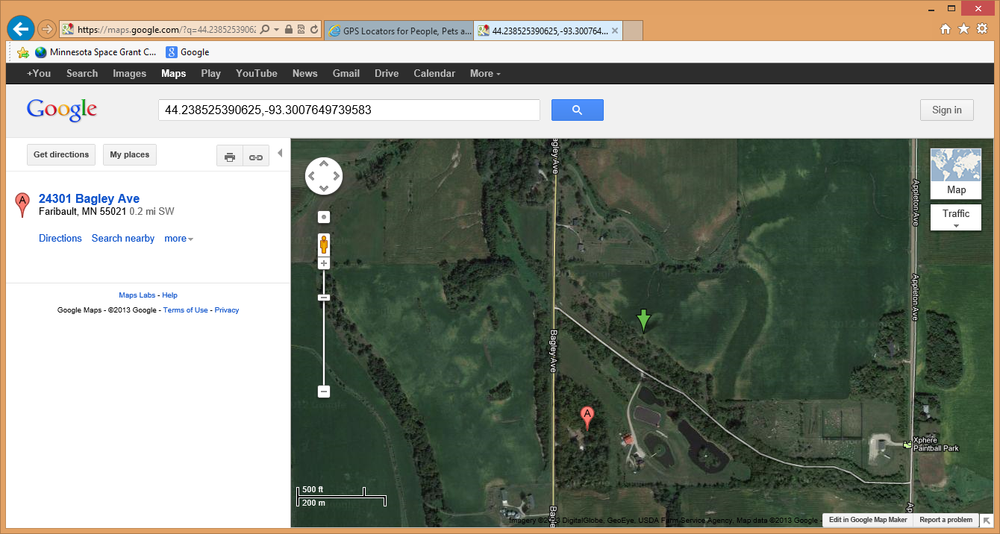 https://maps.google.com/?q=44.2385253906
GPS Locators for People, Pets a...
44.238525390625,-93.300764...
Minnesota Space Grant C...
Google
+You Search Images Maps Play YouTube News Gmail Drive Calendar More
Google
44.238525390625,-93.3007649739583
Sign in
Get directions
My places
A
24301 Bagley Ave
Faribault, MN 55021 0.2 mi SW
Directions Search nearby more
Maps Labs - Help
Google Maps - ©2013 Google - Terms of Use - Privacy
Map
Traffic
Bagley Ave
Appleton Ave
Appleton Ave
Bagley Ave
A
Xphere
Paintball Park
500 ft
200 m
Imagery ©2013 DigitalGlobe, GeoEye, USDA Farm Service Agency, Map data ©2013 Google -
Edit in Google Map Maker
Report a problem